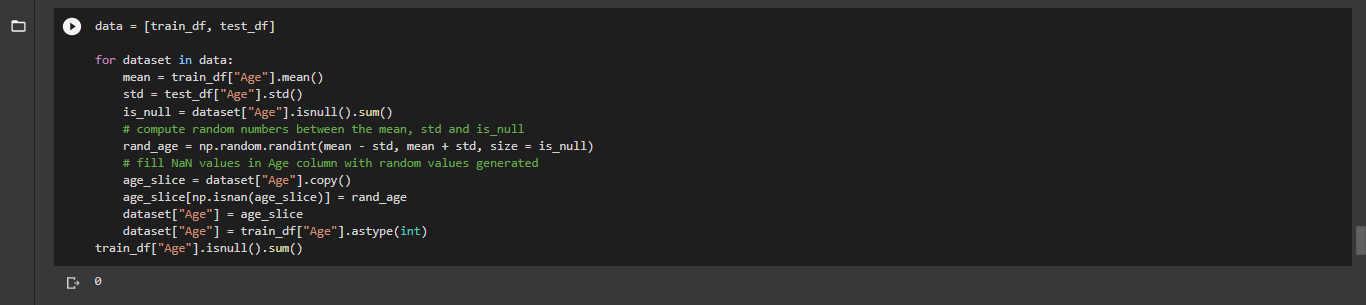 data = [train_df, test_df]
for dataset in data:
    mean = train_df["Age"].mean()
    std = test_df["Age"].std()
    is_null = dataset["Age"].isnull().sum()
    # compute random numbers between the mean, std and is_null
    rand_age = np.random.randint(mean - std, mean + std, size = is_null)
    # fill NaN values in Age column with random values generated
    age_slice = dataset["Age"].copy()
    age_slice[np.isnan(age_slice)] = rand_age
    dataset["Age"] = age_slice
    dataset["Age"] = train_df["Age"].astype(int)
train_df["Age"].isnull().sum()
0